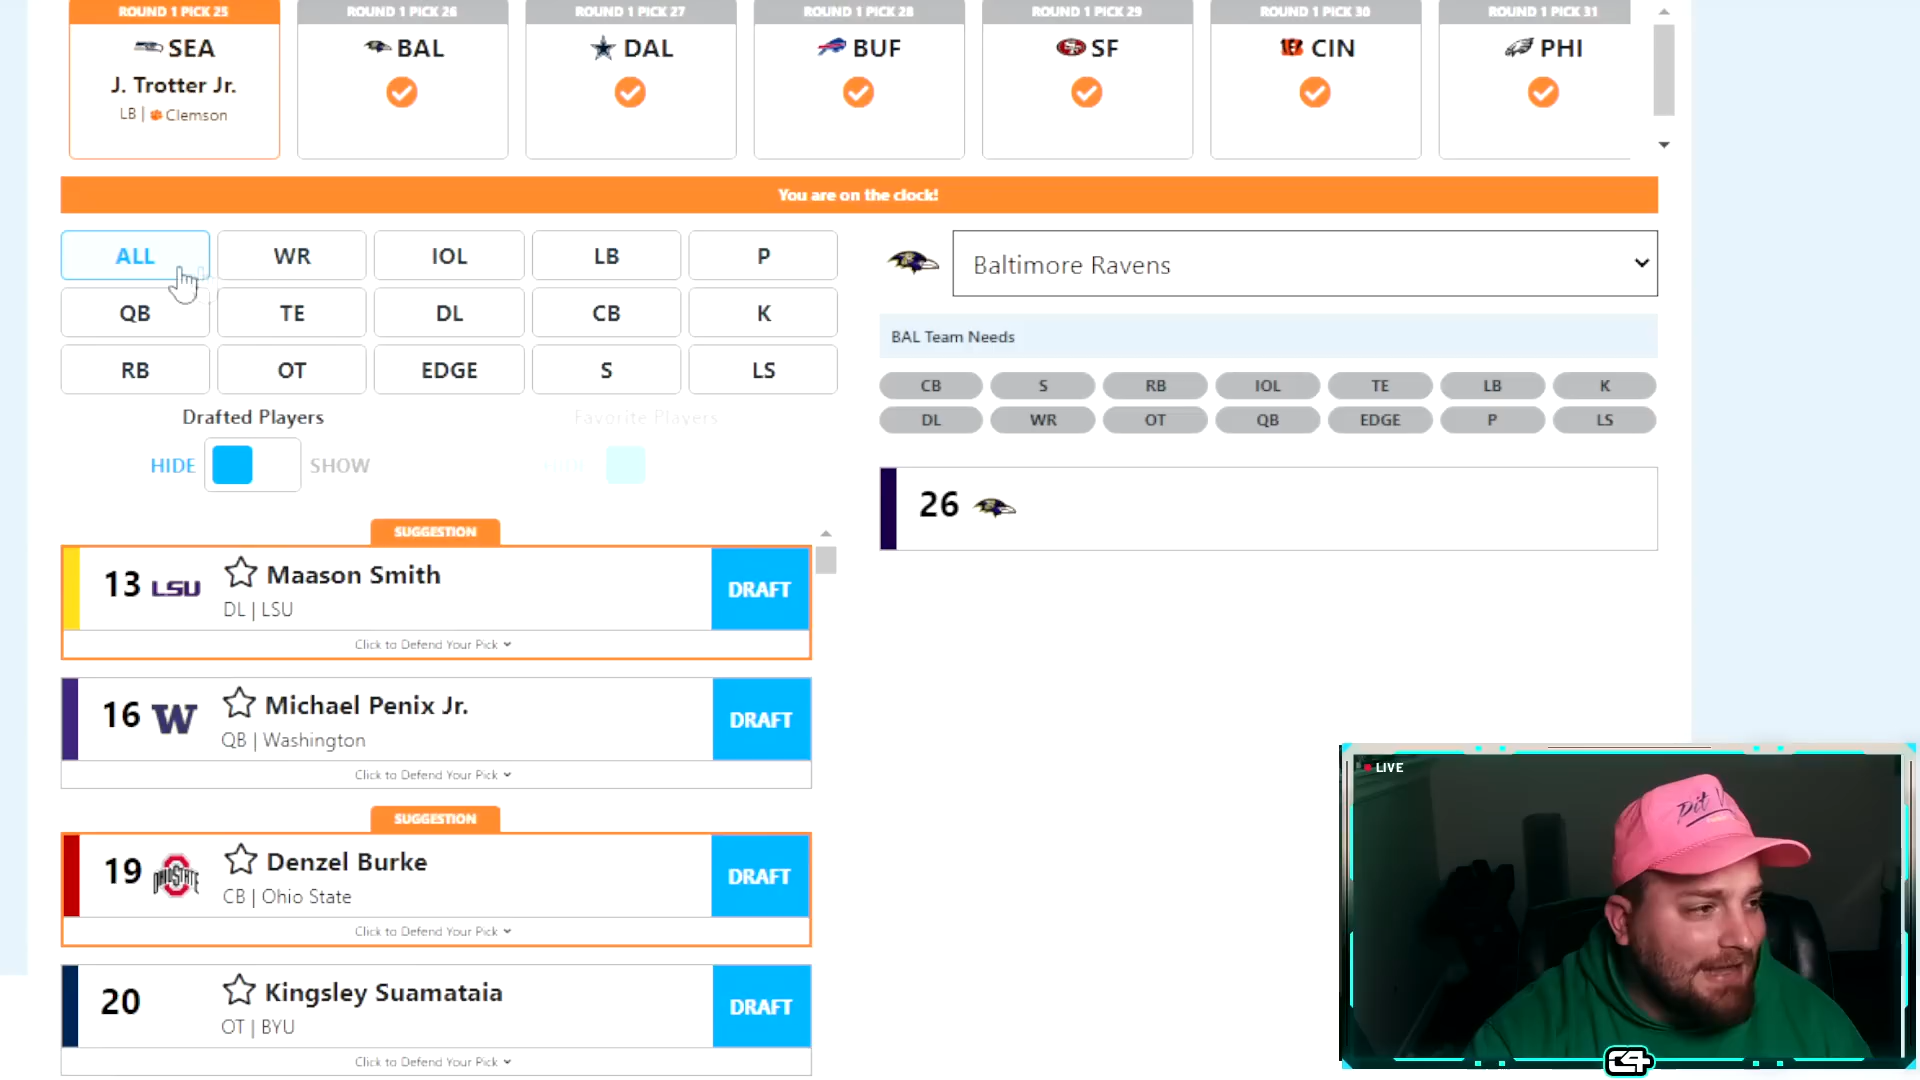 ROUND 1 PICK 25
SEA
J. Trotter Jr.
LB | Clemson
ROUND 1 PICK 26
BAL
ROUND 1 PICK 27
DAL
ROUND 1 PICK 28
BUF
ROUND 1 PICK 29
SF
ROUND 1 PICK 30
CIN
ROUND 1 PICK 31
PHI
You are on the clock!
ALL WR IOL LB P
QB TE DL CB K
RB OT EDGE S LS
Drafted Players
HIDE SHOW
Favorite Players
HIDE
Baltimore Ravens
BAL Team Needs
CB S RB IOL TE LB K
DL WR OT QB EDGE P LS
26
SUGGESTION
13 LSU Maason Smith
DL | LSU
DRAFT
Click to Defend Your Pick
16 W Michael Penix Jr.
QB | Washington
DRAFT
Click to Defend Your Pick
SUGGESTION
19 OHIO STATE Denzel Burke
CB | Ohio State
DRAFT
Click to Defend Your Pick
20 Kingsley Suamataia
OT | BYU
DRAFT
Click to Defend Your Pick
LIVE
Pit V